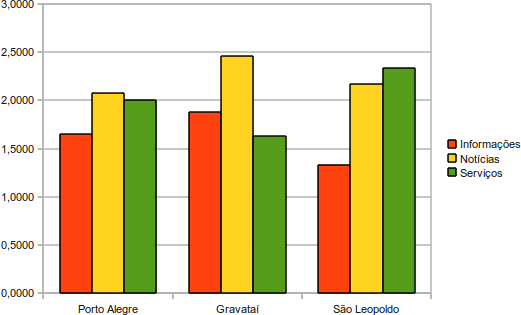 3,0000
2,5000
2,0000
1,5000
1,0000
0,5000
0,0000
Porto Alegre
Gravataí
São Leopoldo
Informações
Notícias
Serviços